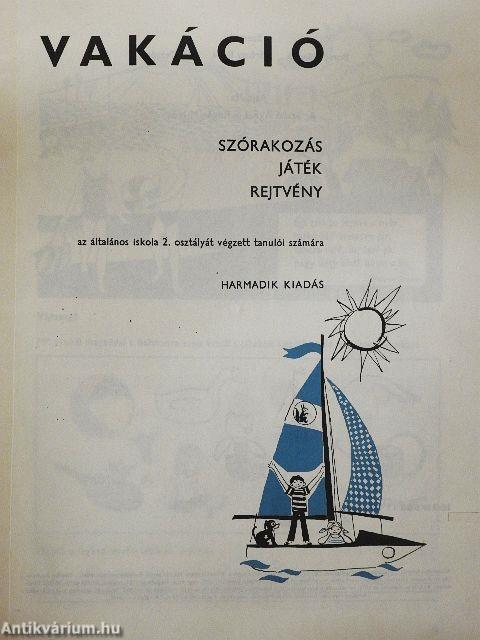 VAKÁCIÓ
SZÓRAKOZÁS
JÁTÉK
REJTVÉNY
az általános iskola 2. osztályát végzett tanulói számára
HARMADIK KIADÁS
Antikvárium.hu